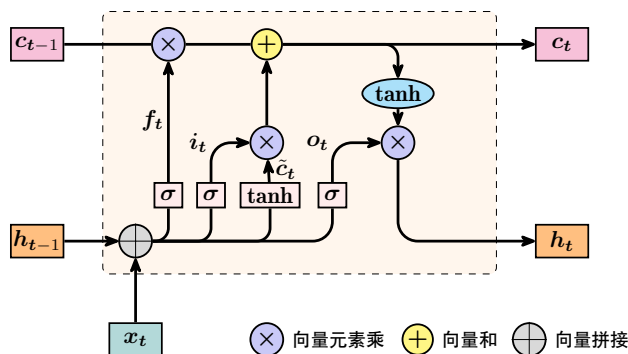 c_{t-1} × + c_t
tanh
f_t i_t × o_t ×
\tilde{c}_t
σ σ tanh σ
h_{t-1} h_t
x_t × 向量元素乘 + 向量和 向量拼接